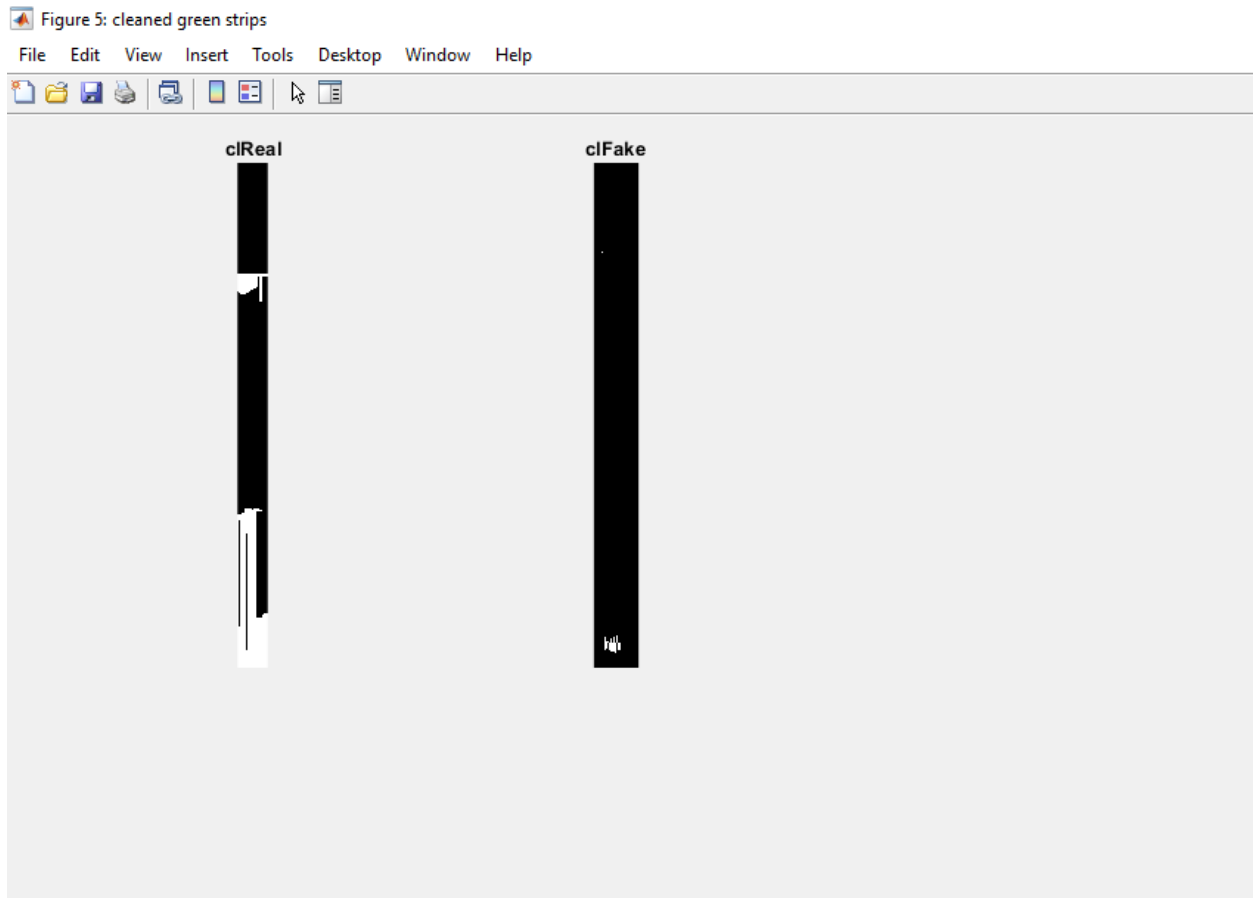 Figure 5: cleaned green strips
File Edit View Insert Tools Desktop Window Help
clReal clFake